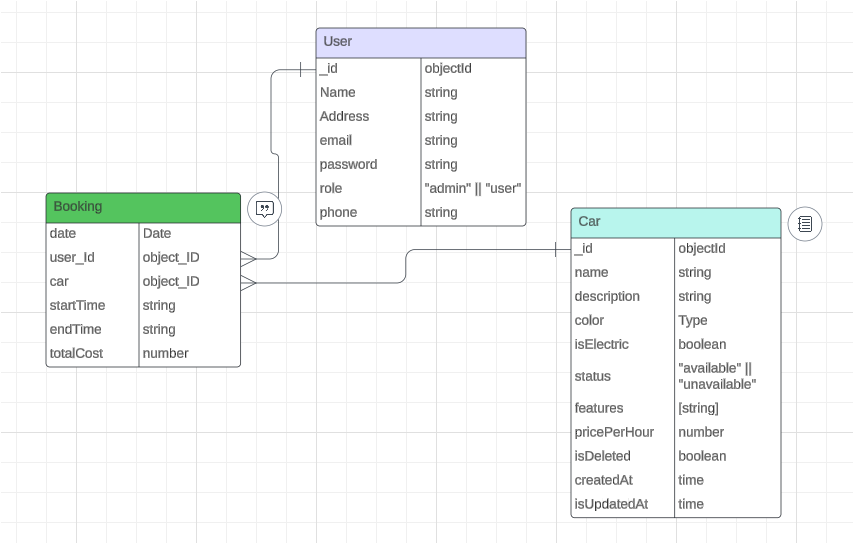 User
_id objectId
Name string
Address string
email string
password string
role "admin" || "user"
phone string
Booking
date Date
user_Id object_ID
car object_ID
startTime string
endTime string
totalCost number
Car
_id objectId
name string
description string
color Type
isElectric boolean
status "available" ||
"unavailable"
features [string]
pricePerHour number
isDeleted boolean
createdAt time
isUpdatedAt time